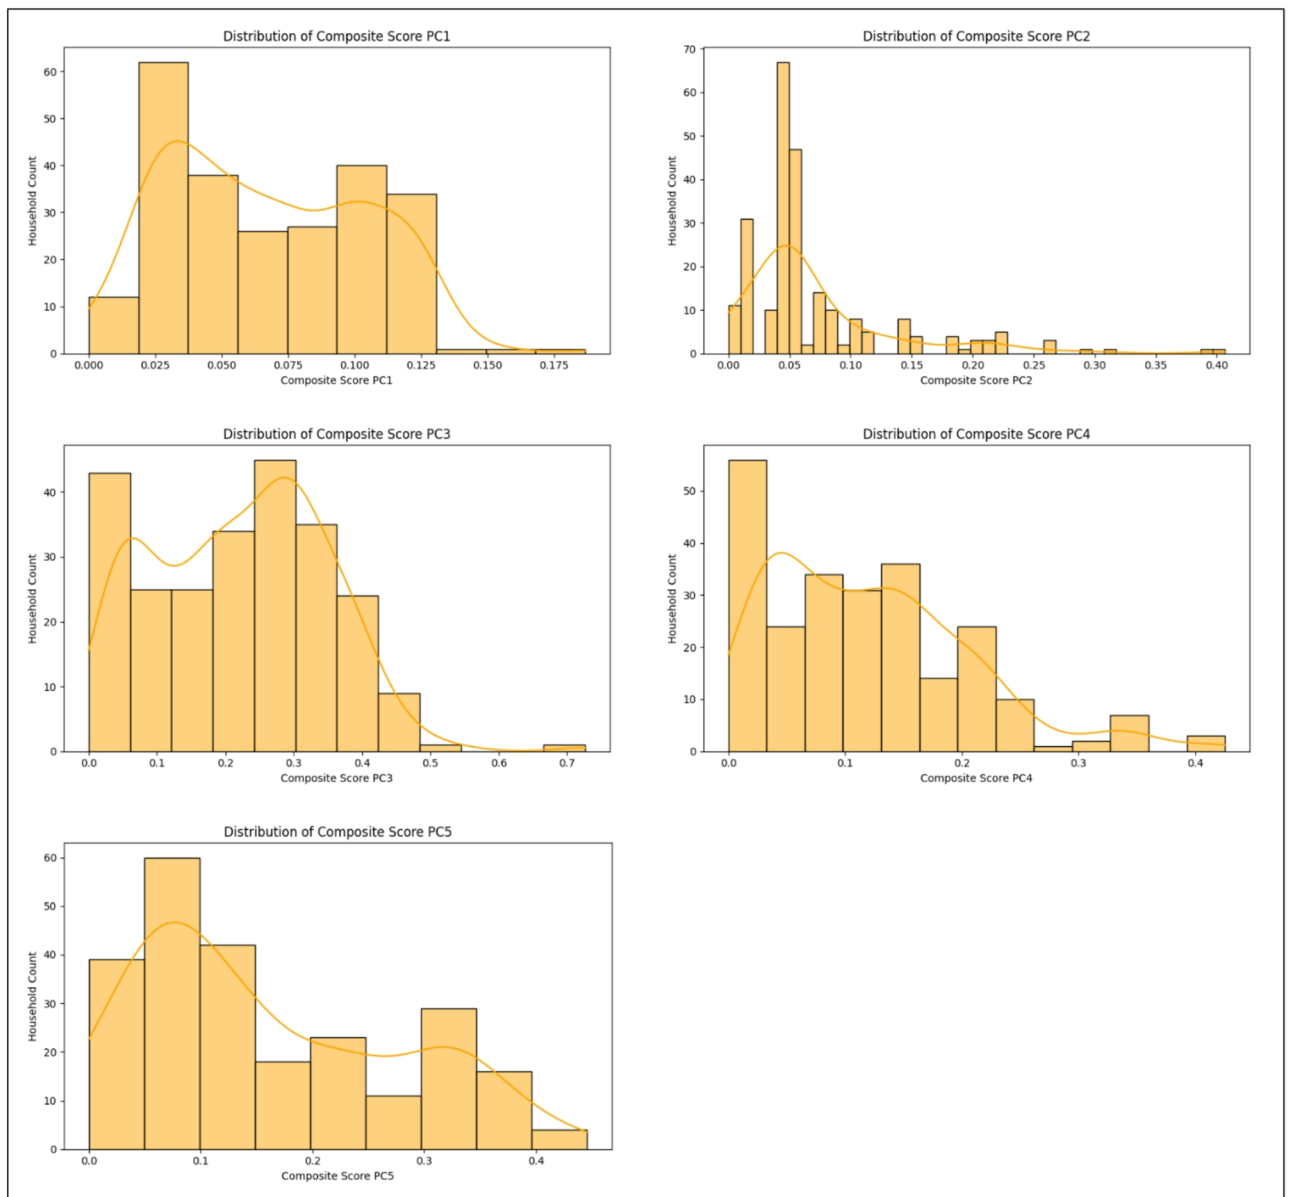 Distribution of Composite Score PC1
60
50
40
30
20
10
0
Household Count
0.000 0.025 0.050 0.075 0.100 0.125 0.150 0.175
Composite Score PC1
Distribution of Composite Score PC2
70
60
50
40
30
20
10
0
Household Count
0.00 0.05 0.10 0.15 0.20 0.25 0.30 0.35 0.40
Composite Score PC2
Distribution of Composite Score PC3
40
30
20
10
0
Household Count
0.0 0.1 0.2 0.3 0.4 0.5 0.6 0.7
Composite Score PC3
Distribution of Composite Score PC4
50
40
30
20
10
0
Household Count
0.0 0.1 0.2 0.3 0.4
Composite Score PC4
Distribution of Composite Score PC5
60
50
40
30
20
10
0
Household Count
0.0 0.1 0.2 0.3 0.4
Composite Score PC5